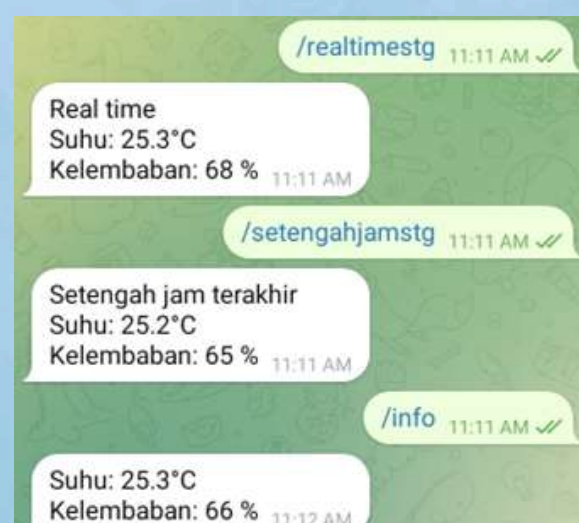 /realtimestg 11:11 AM
Real time
Suhu: 25.3°C
Kelembaban: 68 % 11:11 AM
/setengahjamstg 11:11 AM
Setengah jam terakhir
Suhu: 25.2°C
Kelembaban: 65 % 11:11 AM
/info 11:11 AM
Suhu: 25.3°C
Kelembaban: 66 % 11:12 AM